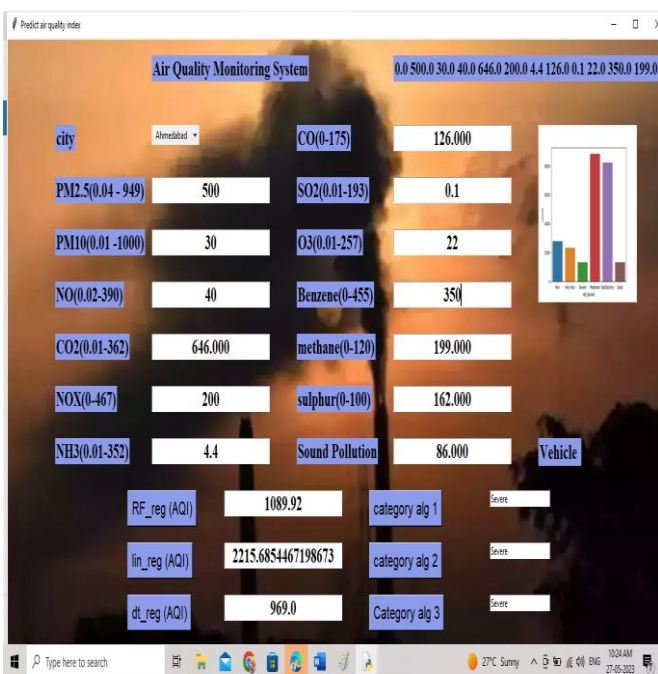 Predict air quality index
Air Quality Monitoring System 0.0 500.0 30.0 40.0 646.0 200.0 4.4 126.0 0.1 22.0 350.0 199.0
city Ahmedabad CO(0-175) 126.000
PM2.5(0.04 - 949) 500 SO2(0.01-193) 0.1
PM10(0.01 -1000) 30 O3(0.01-257) 22
NO(0.02-390) 40 Benzene(0-455) 350
CO2(0.01-362) 646.000 methane(0-120) 199.000
NOX(0-467) 200 sulphur(0-100) 162.000
NH3(0.01-352) 4.4 Sound Pollution 86.000 Vehicle
RF_reg (AQI) 1089.92 category alg 1 Severe
lin_reg (AQI) 2215.6854467198673 category alg 2 Severe
dt_reg (AQI) 969.0 Category alg 3 Severe
Type here to search 27°C Sunny ENG 10:24 AM
27-05-2023